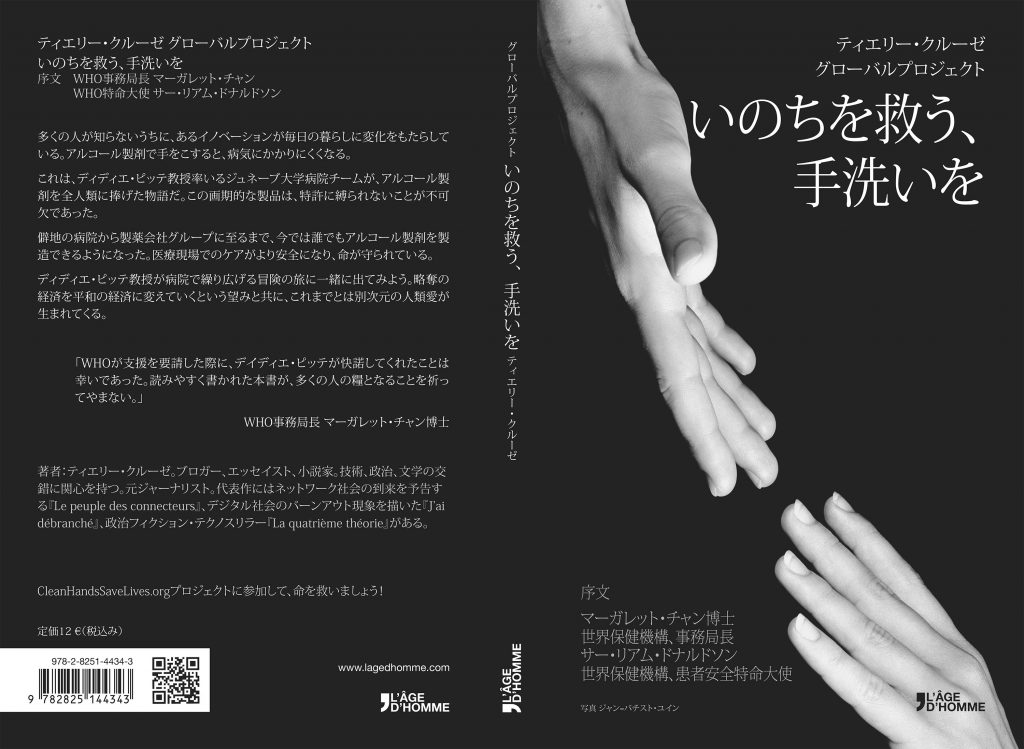 ティエリー・クルーゼ グローバルプロジェクト
いのちを救う、手洗いを
序文 WHO事務局長 マーガレット・チャン
WHO特命大使 サー・リアム・ドナルドソン
多くの人が知らないうちに、あるイノベーションが毎日の暮らしに変化をもたらして
いる。アルコール製剤で手をこすると、病気にかかりにくくなる。
これは、ディディエ・ピッテ教授率いるジュネーブ大学病院チームが、アルコール製
剤を全人類に捧げた物語だ。この画期的な製品は、特許に縛られないことが不可
欠であった。
僻地の病院から製薬会社グループに至るまで、今では誰でもアルコール製剤を製
造できるようになった。医療現場でのケアがより安全になり、命が守られている。
ディディエ・ピッテ教授が病院で繰り広げる冒険の旅に一緒に出てみよう。略奪の
経済を平和の経済に変えていくという望みと共に、これまでとは別次元の人類愛が
生まれてくる。
「WHOが支援を要請した際に、デイディエ・ピッテが快諾してくれたことは
幸いであった。読みやすく書かれた本書が、多くの人の糧となることを祈っ
てやまない。」
WHO事務局長 マーガレット・チャン博士
著者：ティエリー・クルーゼ。ブロガー、エッセイスト、小説家。技術、政治、文学の交
錯に関心を持つ。元ジャーナリスト。代表作にはネットワーク社会の到来を予告す
る『Le peuple des connecteurs』、デジタル社会のバーンアウト現象を描いた『J'ai
débranché』、政治フィクション・テクノスリラー『La quatrième théorie』がある。
CleanHandsSaveLives.orgプロジェクトに参加して、命を救いましょう！
定価12 €（税込み）
978-2-8251-4434-3
9 782825 144343
www.lagedhomme.com
L'ÂGE
D'HOMME
グローバルプロジェクト いのちを救う、手洗いを ティエリー・クルーゼ
L'ÂGE
D'HOMME
ティエリー・クルーゼ
グローバルプロジェクト
いのちを救う、
手洗いを
序文
マーガレット・チャン博士
世界保健機構、事務局長
サー・リアム・ドナルドソン
世界保健機構、患者安全特命大使
写真 ジャン=バチスト・ユイン
L'ÂGE
D'HOMME